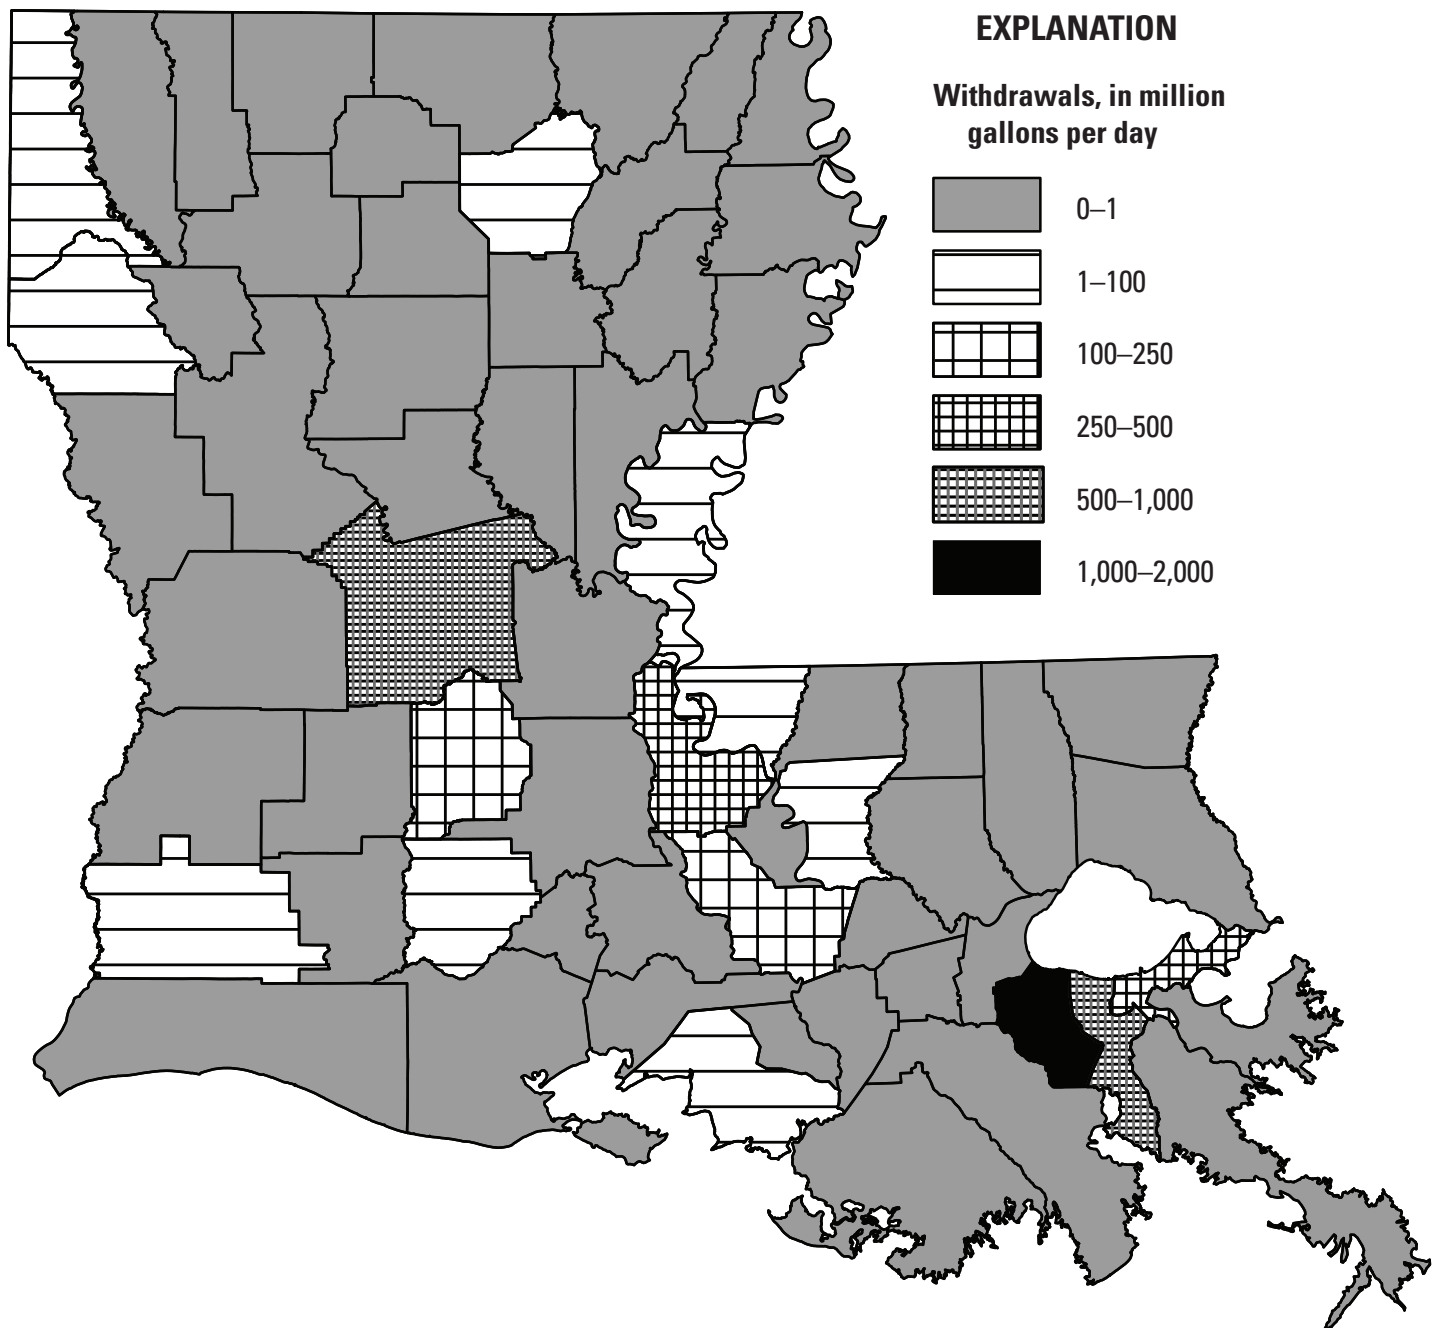 EXPLANATION
Withdrawals, in million
gallons per day
0–1
1–100
100–250
250–500
500–1,000
1,000–2,000